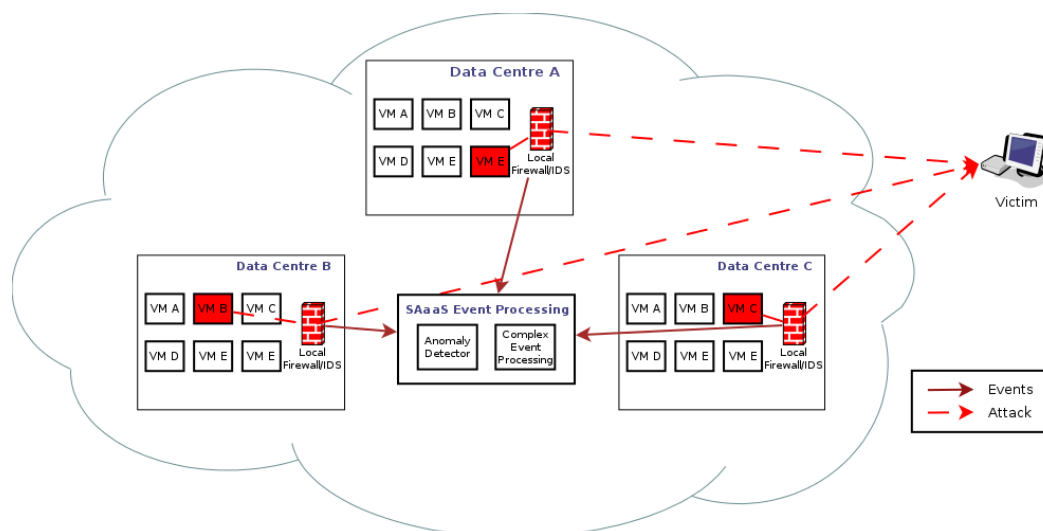 Data Centre A
VM A
VM B
VM C
VM D
VM E
VM E
Local
Firewall/IDS
Victim
Data Centre B
VM A
VM B
VM C
VM D
VM E
VM E
Local
Firewall/IDS
SAaaS Event Processing
Anomaly
Detector
Complex
Event
Processing
Data Centre C
VM A
VM B
VM C
VM D
VM E
VM E
Local
Firewall/IDS
Events
Attack